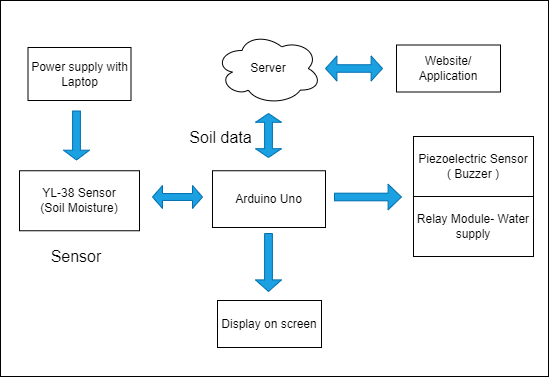 Power supply with
Laptop
Server
Website/
Application
Soil data
YL-38 Sensor
(Soil Moisture)
Arduino Uno
Piezoelectric Sensor
( Buzzer )
Relay Module- Water
supply
Sensor
Display on screen